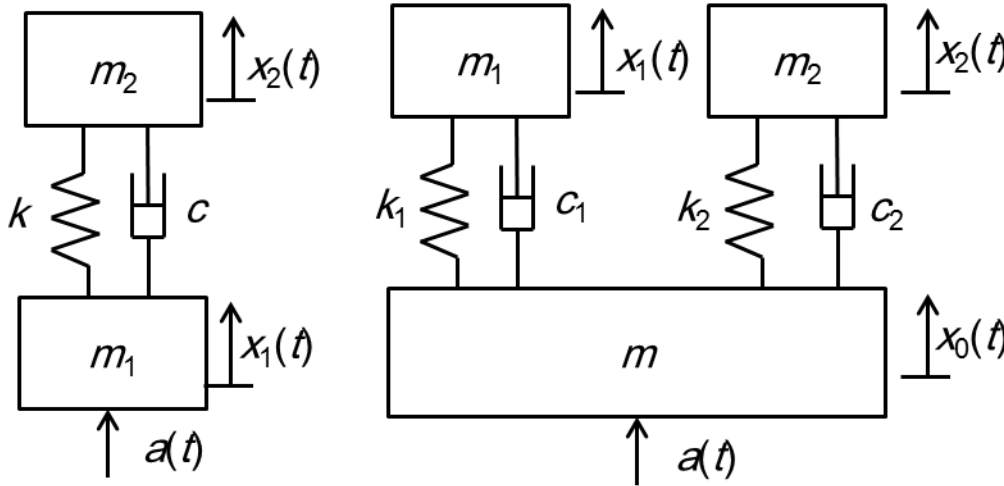 m₂
x₂(t)
k
c
m₁
x₁(t)
a(t)
m₁
x₁(t)
m₂
x₂(t)
k₁
c₁
k₂
c₂
m
x₀(t)
a(t)